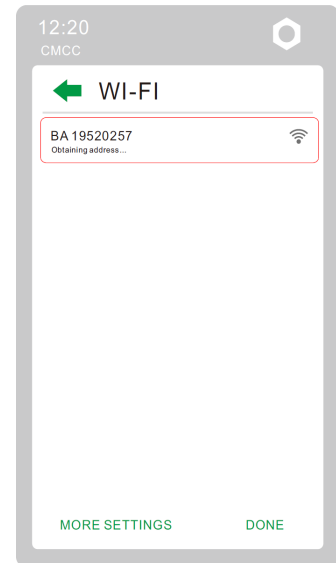 12:20
CMCC
WI-FI
BA 19520257
Obtaining address...
MORE SETTINGS
DONE